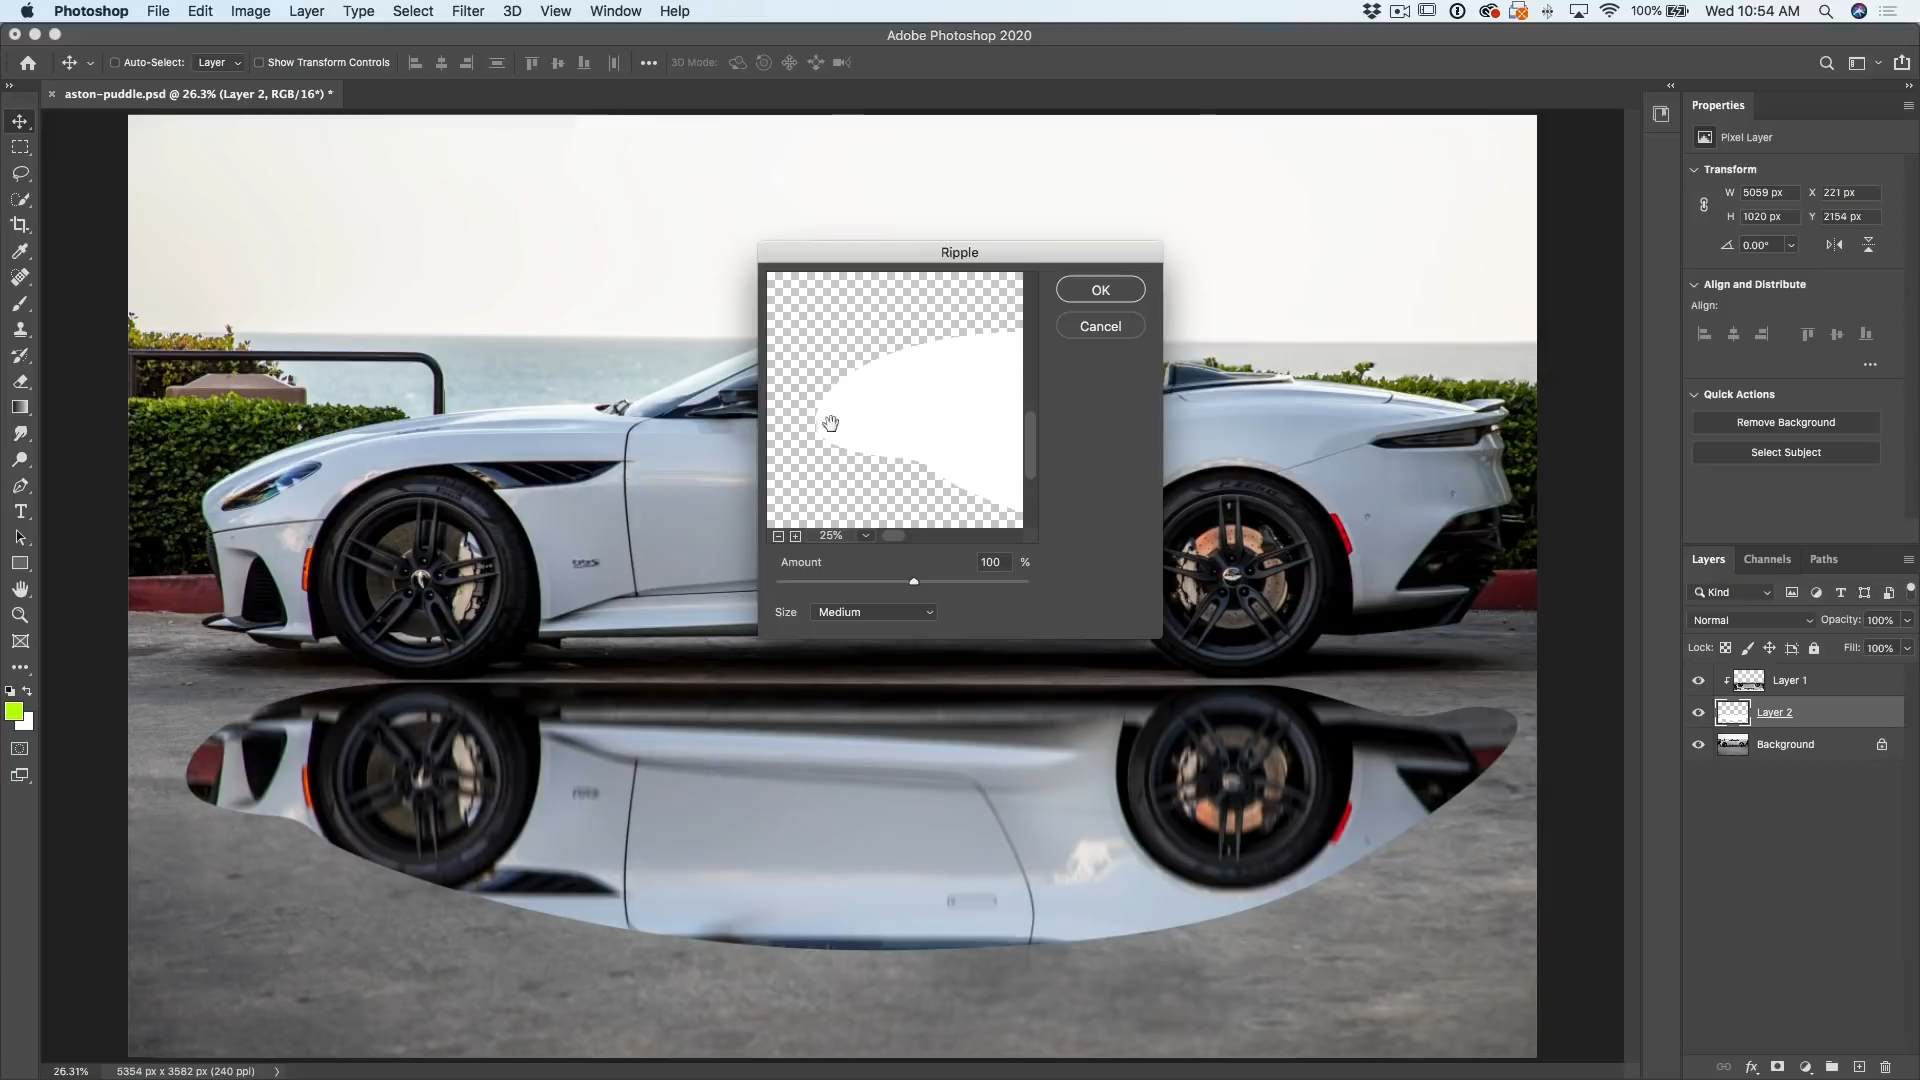 Photoshop File Edit Image Layer Type Select Filter 3D View Window Help 100% Wed 10:54 AM
Adobe Photoshop 2020
Auto-Select: Layer Show Transform Controls 3D Mode:
aston-puddle.psd @ 26.3% (Layer 2, RGB/16*) *
Properties
Pixel Layer
Transform
W 5059 px X 221 px
H 1020 px Y 2154 px
0.00°
Align and Distribute
Align:
Quick Actions
Remove Background
Select Subject
Ripple
OK
Cancel
25%
Amount 100 %
Size Medium
Layers Channels Paths
Kind
Normal Opacity: 100%
Lock: Fill: 100%
Layer 1
Layer 2
Background
26.31% 5354 px x 3582 px (240 ppi)